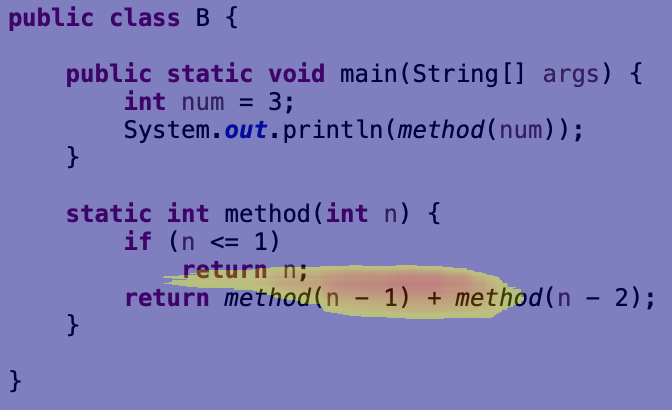 public class B {
public static void main(String[] args) {
int num = 3;
System.out.println(method(num));
}
static int method(int n) {
if (n <= 1)
return n;
return method(n - 1) + method(n - 2);
}
}